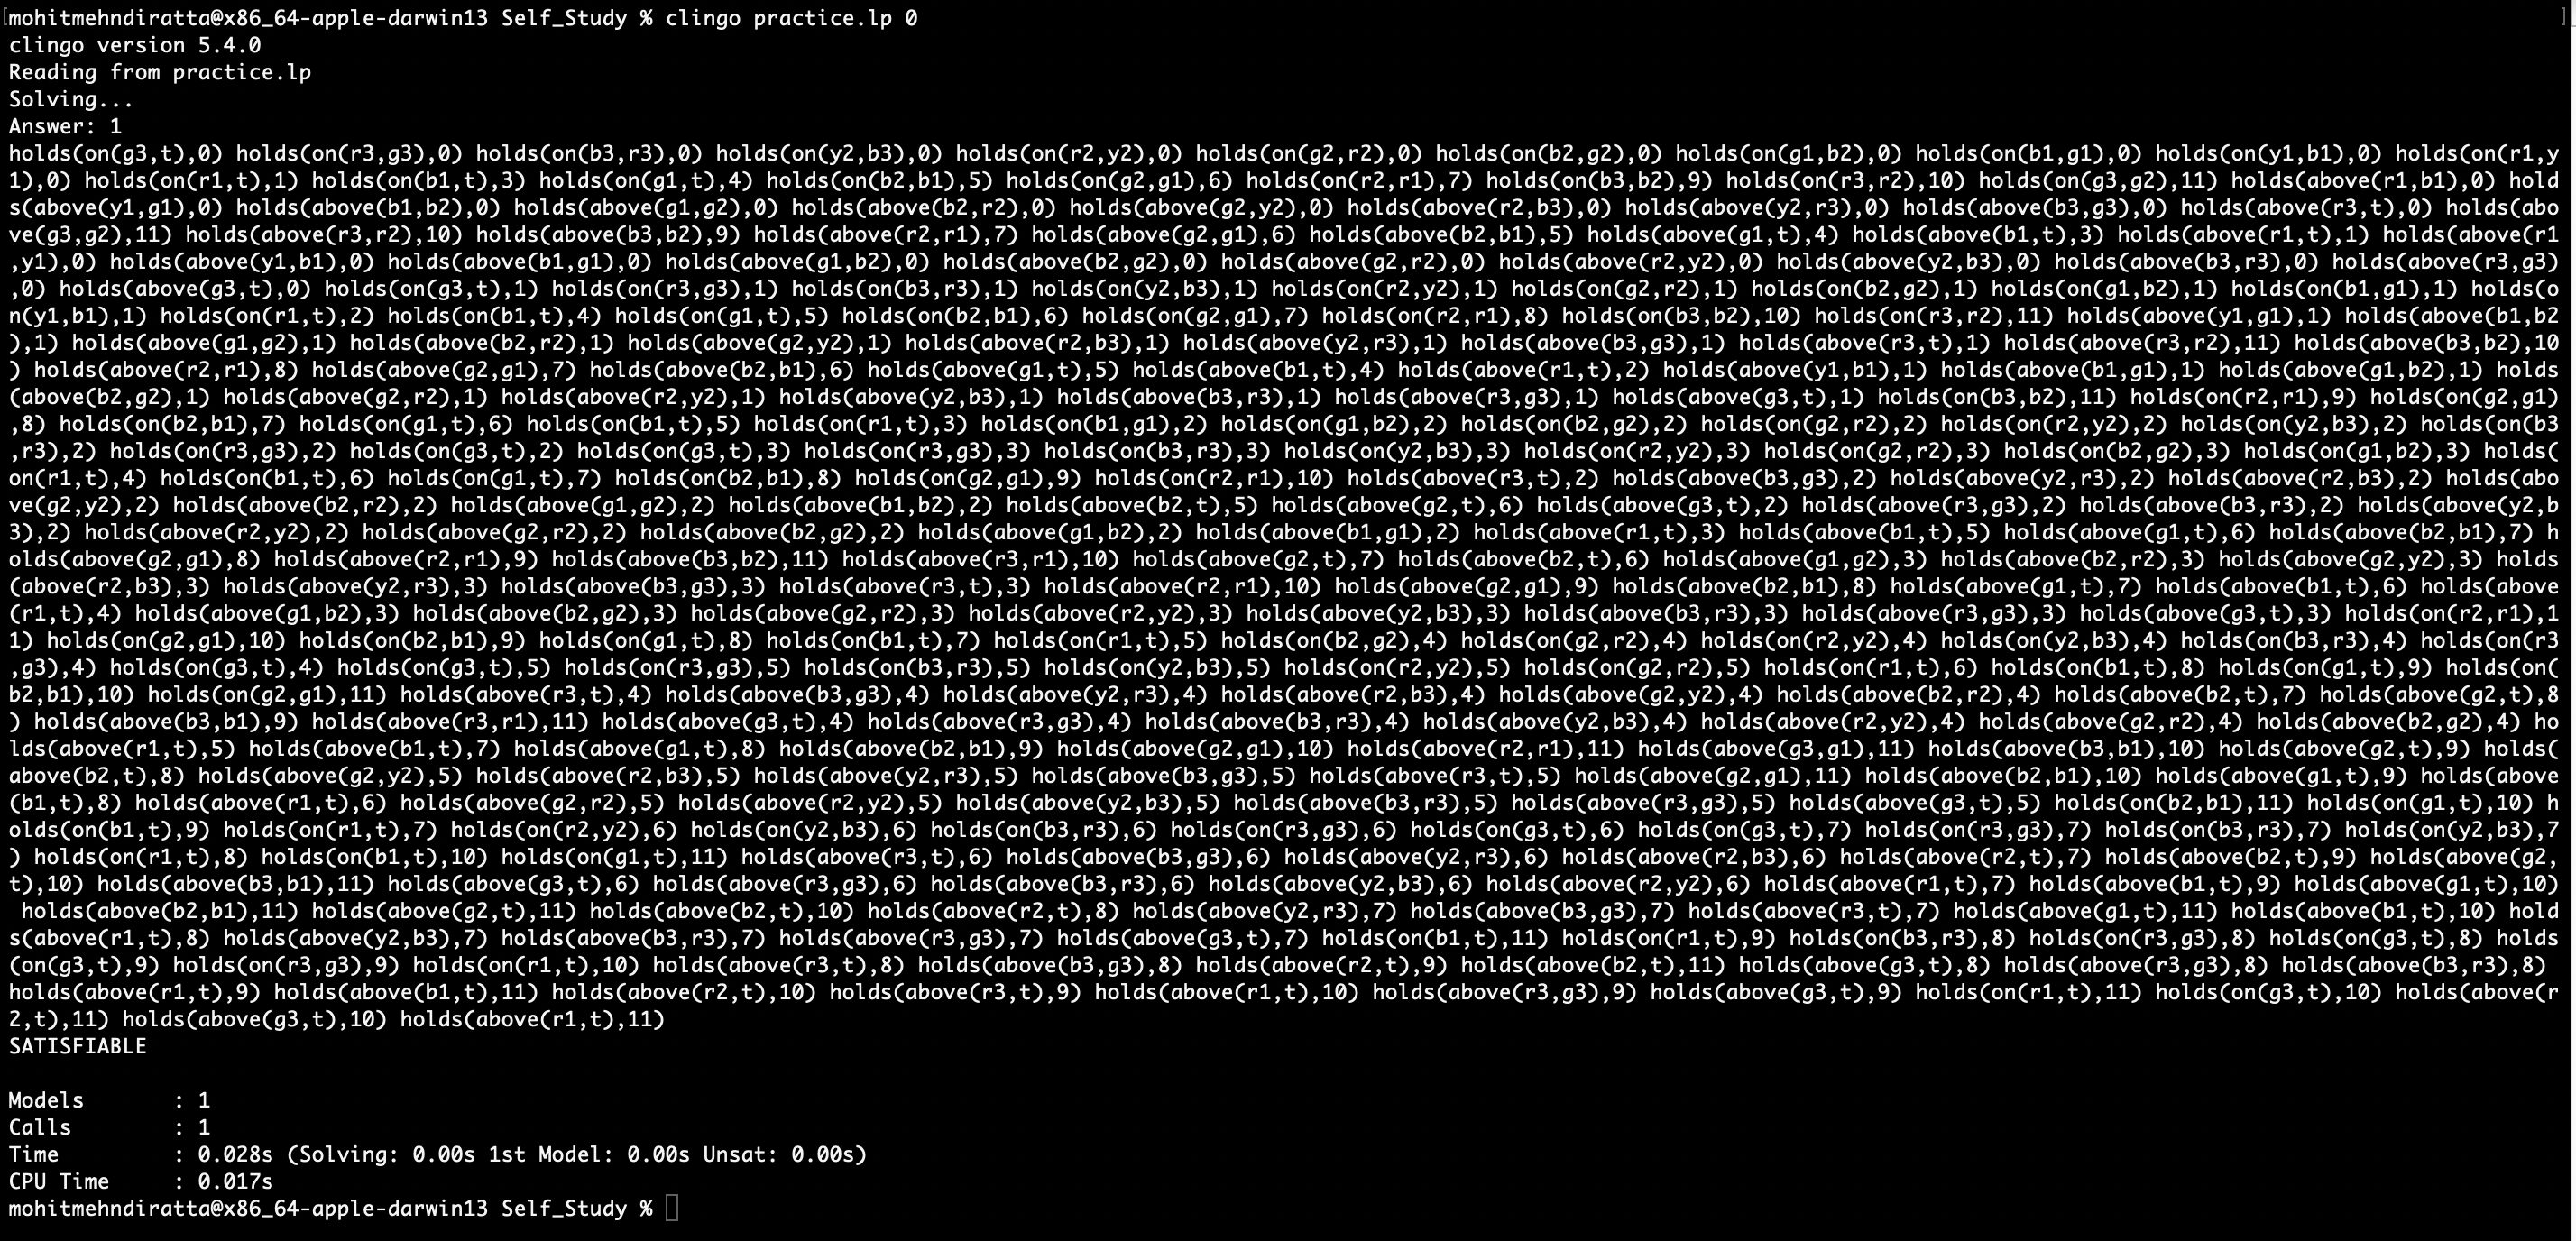 [mohitmehndiratta@x86_64-apple-darwin13 Self_Study % clingo practice.lp 0 ]
clingo version 5.4.0
Reading from practice.lp
Solving...
Answer: 1
holds(on(g3,t),0) holds(on(r3,g3),0) holds(on(b3,r3),0) holds(on(y2,b3),0) holds(on(r2,y2),0) holds(on(g2,r2),0) holds(on(b2,g2),0) holds(on(g1,b2),0) holds(on(b1,g1),0) holds(on(y1,b1),0) holds(on(r1,y
1),0) holds(on(r1,t),1) holds(on(b1,t),3) holds(on(g1,t),4) holds(on(b2,b1),5) holds(on(g2,g1),6) holds(on(r2,r1),7) holds(on(b3,b2),9) holds(on(r3,r2),10) holds(on(g3,g2),11) holds(above(r1,b1),0) hold
s(above(y1,g1),0) holds(above(b1,b2),0) holds(above(g1,g2),0) holds(above(b2,r2),0) holds(above(g2,y2),0) holds(above(r2,b3),0) holds(above(y2,r3),0) holds(above(b3,g3),0) holds(above(r3,t),0) holds(abo
ve(g3,g2),11) holds(above(r3,r2),10) holds(above(b3,b2),9) holds(above(r2,r1),7) holds(above(g2,g1),6) holds(above(b2,b1),5) holds(above(g1,t),4) holds(above(b1,t),3) holds(above(r1,t),1) holds(above(r1
,y1),0) holds(above(y1,b1),0) holds(above(b1,g1),0) holds(above(g1,b2),0) holds(above(b2,g2),0) holds(above(g2,r2),0) holds(above(r2,y2),0) holds(above(y2,b3),0) holds(above(b3,r3),0) holds(above(r3,g3)
,0) holds(above(g3,t),0) holds(on(g3,t),1) holds(on(r3,g3),1) holds(on(b3,r3),1) holds(on(y2,b3),1) holds(on(r2,y2),1) holds(on(g2,r2),1) holds(on(b2,g2),1) holds(on(g1,b2),1) holds(on(b1,g1),1) holds(o
n(y1,b1),1) holds(on(r1,t),2) holds(on(b1,t),4) holds(on(g1,t),5) holds(on(b2,b1),6) holds(on(g2,g1),7) holds(on(r2,r1),8) holds(on(b3,b2),10) holds(on(r3,r2),11) holds(above(y1,g1),1) holds(above(b1,b2
),1) holds(above(g1,g2),1) holds(above(b2,r2),1) holds(above(g2,y2),1) holds(above(r2,b3),1) holds(above(y2,r3),1) holds(above(b3,g3),1) holds(above(r3,t),1) holds(above(r3,r2),11) holds(above(b3,b2),10
) holds(above(r2,r1),8) holds(above(g2,g1),7) holds(above(b2,b1),6) holds(above(g1,t),5) holds(above(b1,t),4) holds(above(r1,t),2) holds(above(y1,b1),1) holds(above(b1,g1),1) holds(above(g1,b2),1) holds
(above(b2,g2),1) holds(above(g2,r2),1) holds(above(r2,y2),1) holds(above(y2,b3),1) holds(above(b3,r3),1) holds(above(r3,g3),1) holds(above(g3,t),1) holds(on(b3,b2),11) holds(on(r2,r1),9) holds(on(g2,g1)
,8) holds(on(b2,b1),7) holds(on(g1,t),6) holds(on(b1,t),5) holds(on(r1,t),3) holds(on(b1,g1),2) holds(on(g1,b2),2) holds(on(b2,g2),2) holds(on(g2,r2),2) holds(on(r2,y2),2) holds(on(y2,b3),2) holds(on(b3
,r3),2) holds(on(r3,g3),2) holds(on(g3,t),2) holds(on(g3,t),3) holds(on(r3,g3),3) holds(on(b3,r3),3) holds(on(y2,b3),3) holds(on(r2,y2),3) holds(on(g2,r2),3) holds(on(b2,g2),3) holds(on(g1,b2),3) holds(
on(r1,t),4) holds(on(b1,t),6) holds(on(g1,t),7) holds(on(b2,b1),8) holds(on(g2,g1),9) holds(on(r2,r1),10) holds(above(r3,t),2) holds(above(b3,g3),2) holds(above(y2,r3),2) holds(above(r2,b3),2) holds(abo
ve(g2,y2),2) holds(above(b2,r2),2) holds(above(g1,g2),2) holds(above(b1,b2),2) holds(above(b2,t),5) holds(above(g2,t),6) holds(above(g3,t),2) holds(above(r3,g3),2) holds(above(b3,r3),2) holds(above(y2,b
3),2) holds(above(r2,y2),2) holds(above(g2,r2),2) holds(above(b2,g2),2) holds(above(g1,b2),2) holds(above(b1,g1),2) holds(above(r1,t),3) holds(above(b1,t),5) holds(above(g1,t),6) holds(above(b2,b1),7) h
olds(above(g2,g1),8) holds(above(r2,r1),9) holds(above(b3,b2),11) holds(above(r3,r1),10) holds(above(g2,t),7) holds(above(b2,t),6) holds(above(g1,g2),3) holds(above(b2,r2),3) holds(above(g2,y2),3) holds
(above(r2,b3),3) holds(above(y2,r3),3) holds(above(b3,g3),3) holds(above(r3,t),3) holds(above(r2,r1),10) holds(above(g2,g1),9) holds(above(b2,b1),8) holds(above(g1,t),7) holds(above(b1,t),6) holds(above
(r1,t),4) holds(above(g1,b2),3) holds(above(b2,g2),3) holds(above(g2,r2),3) holds(above(r2,y2),3) holds(above(y2,b3),3) holds(above(b3,r3),3) holds(above(r3,g3),3) holds(above(g3,t),3) holds(on(r2,r1),1
1) holds(on(g2,g1),10) holds(on(b2,b1),9) holds(on(g1,t),8) holds(on(b1,t),7) holds(on(r1,t),5) holds(on(b2,g2),4) holds(on(g2,r2),4) holds(on(r2,y2),4) holds(on(y2,b3),4) holds(on(b3,r3),4) holds(on(r3
,g3),4) holds(on(g3,t),4) holds(on(g3,t),5) holds(on(r3,g3),5) holds(on(b3,r3),5) holds(on(y2,b3),5) holds(on(r2,y2),5) holds(on(g2,r2),5) holds(on(r1,t),6) holds(on(b1,t),8) holds(on(g1,t),9) holds(on(
b2,b1),10) holds(on(g2,g1),11) holds(above(r3,t),4) holds(above(b3,g3),4) holds(above(y2,r3),4) holds(above(r2,b3),4) holds(above(g2,y2),4) holds(above(b2,r2),4) holds(above(b2,t),7) holds(above(g2,t),8
) holds(above(b3,b1),9) holds(above(r3,r1),11) holds(above(g3,t),4) holds(above(r3,g3),4) holds(above(b3,r3),4) holds(above(y2,b3),4) holds(above(r2,y2),4) holds(above(g2,r2),4) holds(above(b2,g2),4) ho
lds(above(r1,t),5) holds(above(b1,t),7) holds(above(g1,t),8) holds(above(b2,b1),9) holds(above(g2,g1),10) holds(above(r2,r1),11) holds(above(g3,g1),11) holds(above(b3,b1),10) holds(above(g2,t),9) holds(
above(b2,t),8) holds(above(g2,y2),5) holds(above(r2,b3),5) holds(above(y2,r3),5) holds(above(b3,g3),5) holds(above(r3,t),5) holds(above(g2,g1),11) holds(above(b2,b1),10) holds(above(g1,t),9) holds(above
(b1,t),8) holds(above(r1,t),6) holds(above(g2,r2),5) holds(above(r2,y2),5) holds(above(y2,b3),5) holds(above(b3,r3),5) holds(above(r3,g3),5) holds(above(g3,t),5) holds(on(b2,b1),11) holds(on(g1,t),10) h
olds(on(b1,t),9) holds(on(r1,t),7) holds(on(r2,y2),6) holds(on(y2,b3),6) holds(on(b3,r3),6) holds(on(r3,g3),6) holds(on(g3,t),6) holds(on(g3,t),7) holds(on(r3,g3),7) holds(on(b3,r3),7) holds(on(y2,b3),7
) holds(on(r1,t),8) holds(on(b1,t),10) holds(on(g1,t),11) holds(above(r3,t),6) holds(above(b3,g3),6) holds(above(y2,r3),6) holds(above(r2,b3),6) holds(above(r2,t),7) holds(above(b2,t),9) holds(above(g2,
t),10) holds(above(b3,b1),11) holds(above(g3,t),6) holds(above(r3,g3),6) holds(above(b3,r3),6) holds(above(y2,b3),6) holds(above(r2,y2),6) holds(above(r1,t),7) holds(above(b1,t),9) holds(above(g1,t),10)
holds(above(b2,b1),11) holds(above(g2,t),11) holds(above(b2,t),10) holds(above(r2,t),8) holds(above(y2,r3),7) holds(above(b3,g3),7) holds(above(r3,t),7) holds(above(g1,t),11) holds(above(b1,t),10) hold
s(above(r1,t),8) holds(above(y2,b3),7) holds(above(b3,r3),7) holds(above(r3,g3),7) holds(above(g3,t),7) holds(on(b1,t),11) holds(on(r1,t),9) holds(on(b3,r3),8) holds(on(r3,g3),8) holds(on(g3,t),8) holds
(on(g3,t),9) holds(on(r3,g3),9) holds(on(r1,t),10) holds(above(r3,t),8) holds(above(b3,g3),8) holds(above(r2,t),9) holds(above(b2,t),11) holds(above(g3,t),8) holds(above(r3,g3),8) holds(above(b3,r3),8)
holds(above(r1,t),9) holds(above(b1,t),11) holds(above(r2,t),10) holds(above(r3,t),9) holds(above(r1,t),10) holds(above(r3,g3),9) holds(above(g3,t),9) holds(on(r1,t),11) holds(on(g3,t),10) holds(above(r
2,t),11) holds(above(g3,t),10) holds(above(r1,t),11)
SATISFIABLE
Models       : 1
Calls        : 1
Time         : 0.028s (Solving: 0.00s 1st Model: 0.00s Unsat: 0.00s)
CPU Time     : 0.017s
mohitmehndiratta@x86_64-apple-darwin13 Self_Study %